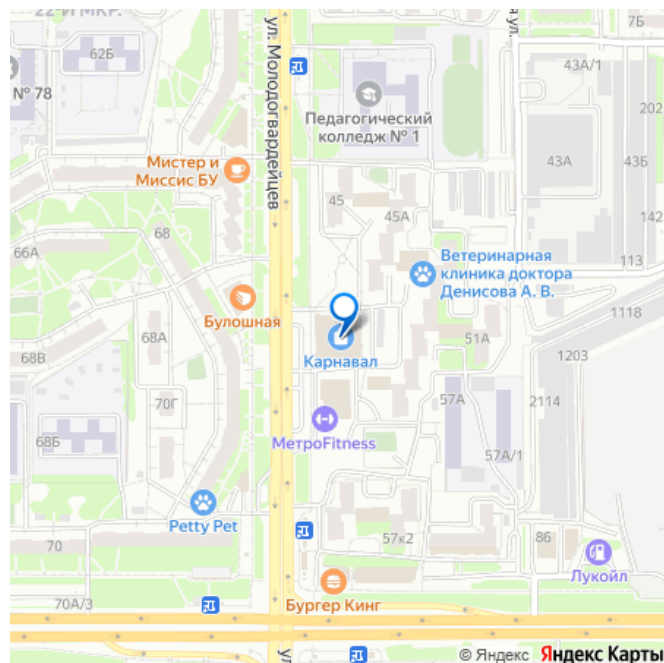 22-Й МКР.
62Б
№ 78
ул. Молодогвардейцев
Педагогический
колледж № 1
ул.
7Б
43А/1
202
43А
43Б
142
Мистер и
Миссис БУ
45
45А
113
66А
68
Ветеринарная
клиника доктора
Денисова А. В.
Булошная
1118
68А
51А
1203
68В
Карнавал
70Г
57А
2114
68Б
МетроFitness
57А/1
Petty Pet
57к2
86
70
Лукойл
70А/3
Бургер Кинг
ул.
© Яндекс Яндекс Карты